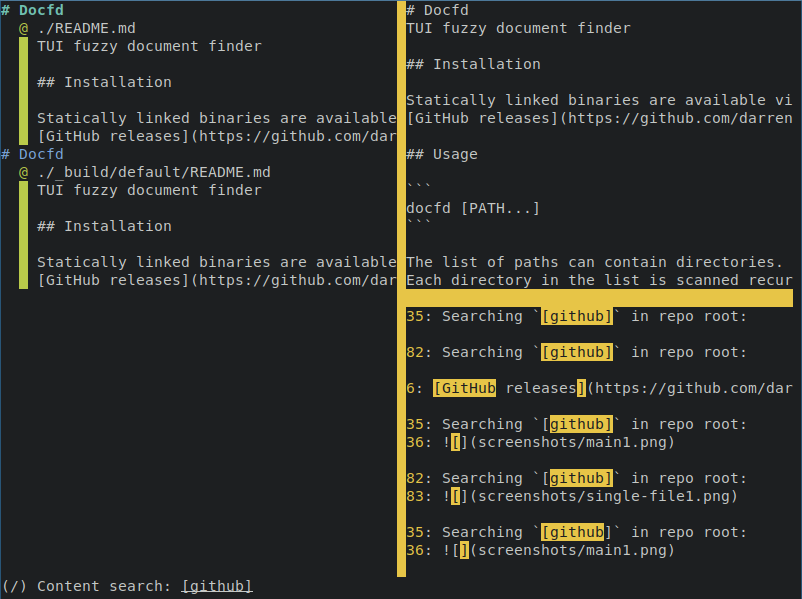 # Docfd
@ ./README.md
TUI fuzzy document finder
## Installation
Statically linked binaries are available
[GitHub releases](https://github.com/dar
# Docfd
@ ./_build/default/README.md
TUI fuzzy document finder
## Installation
Statically linked binaries are available
[GitHub releases](https://github.com/dar
# Docfd
TUI fuzzy document finder
## Installation
Statically linked binaries are available vi
[GitHub releases](https://github.com/darren
## Usage
```
docfd [PATH...]
```
The list of paths can contain directories.
Each directory in the list is scanned recur
35: Searching `[github]` in repo root:
82: Searching `[github]` in repo root:
6: [GitHub releases](https://github.com/dar
35: Searching `[github]` in repo root:
36: ![](screenshots/main1.png)
82: Searching `[github]` in repo root:
83: ![](screenshots/single-file1.png)
35: Searching `[github]` in repo root:
36: ![](screenshots/main1.png)
(/) Content search: [github]